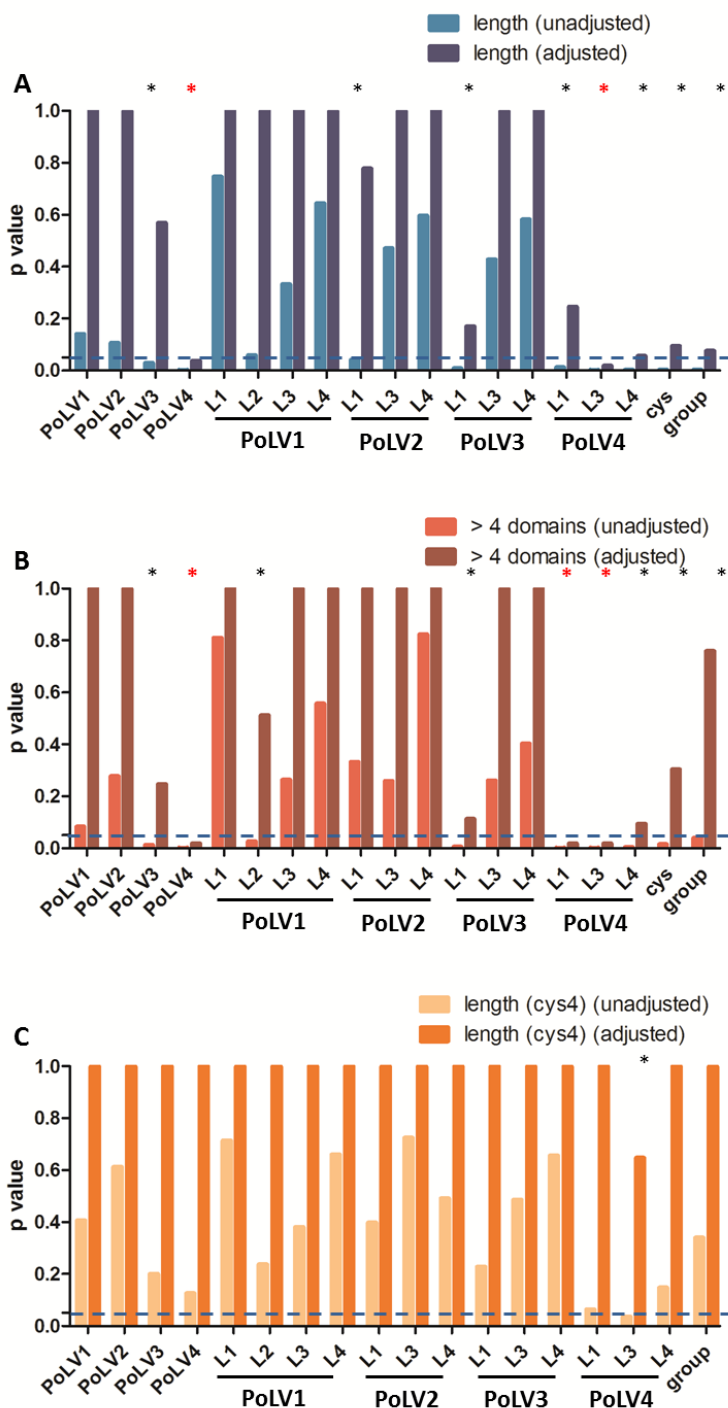 length (unadjusted)
length (adjusted)
A
* * * * * * * * *
1.0
0.8
0.6
0.4
0.2
0.0
p value
PoLV1 PoLV2 PoLV3 PoLV4 L1 L2 L3 L4 L1 L3 L4 L1 L3 L4 L1 L3 L4 cys group
PoLV1 PoLV2 PoLV3 PoLV4
> 4 domains (unadjusted)
> 4 domains (adjusted)
B
* * * * * * * * *
1.0
0.8
0.6
0.4
0.2
0.0
p value
PoLV1 PoLV2 PoLV3 PoLV4 L1 L2 L3 L4 L1 L3 L4 L1 L3 L4 L1 L3 L4 cys group
PoLV1 PoLV2 PoLV3 PoLV4
length (cys4) (unadjusted)
length (cys4) (adjusted)
C
*
1.0
0.8
0.6
0.4
0.2
0.0
p value
PoLV1 PoLV2 PoLV3 PoLV4 L1 L2 L3 L4 L1 L3 L4 L1 L3 L4 L1 L3 L4 group
PoLV1 PoLV2 PoLV3 PoLV4